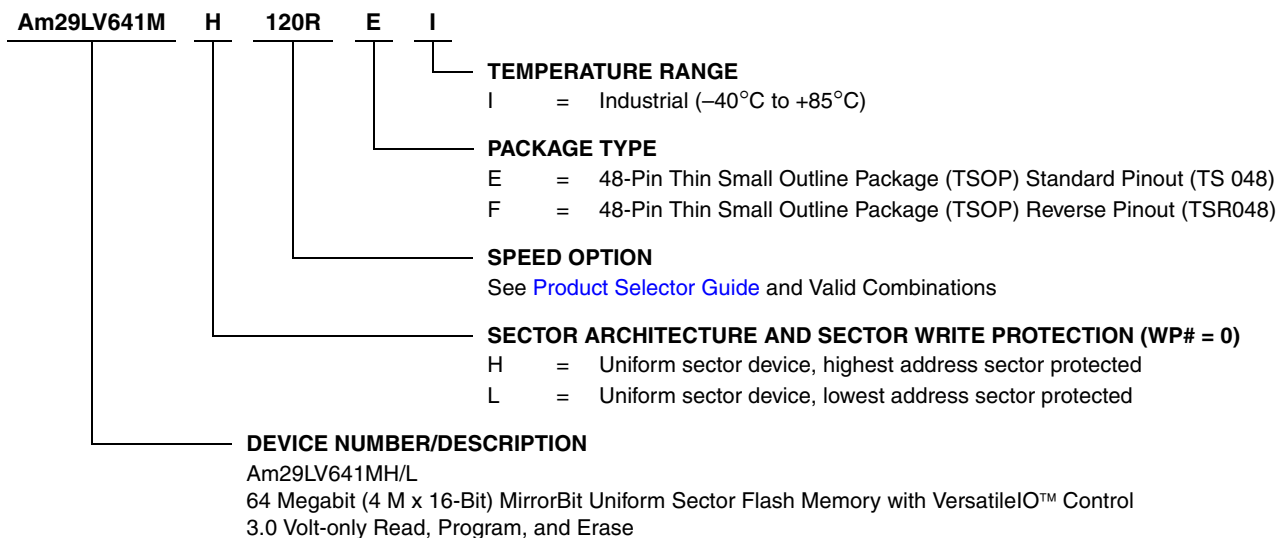 Am29LV641M H 120R E I
TEMPERATURE RANGE
I = Industrial (–40°C to +85°C)
PACKAGE TYPE
E = 48-Pin Thin Small Outline Package (TSOP) Standard Pinout (TS 048)
F = 48-Pin Thin Small Outline Package (TSOP) Reverse Pinout (TSR048)
SPEED OPTION
See Product Selector Guide and Valid Combinations
SECTOR ARCHITECTURE AND SECTOR WRITE PROTECTION (WP# = 0)
H = Uniform sector device, highest address sector protected
L = Uniform sector device, lowest address sector protected
DEVICE NUMBER/DESCRIPTION
Am29LV641MH/L
64 Megabit (4 M x 16-Bit) MirrorBit Uniform Sector Flash Memory with VersatileIO™ Control
3.0 Volt-only Read, Program, and Erase